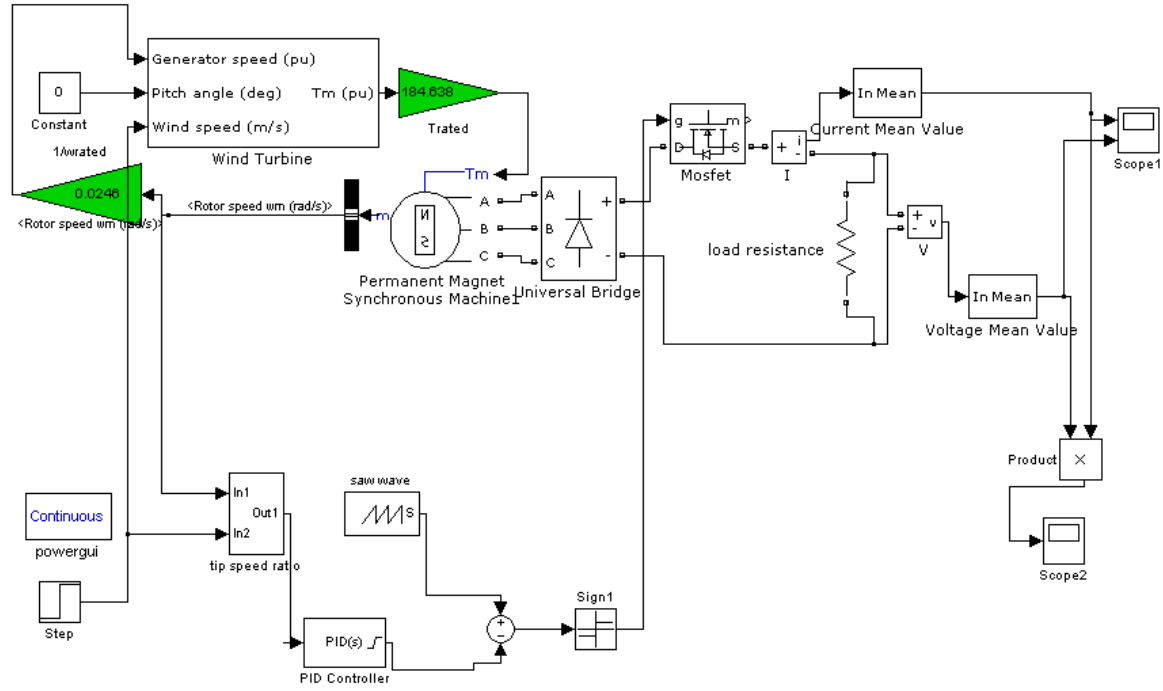 Generator speed (pu)
Pitch angle (deg)
Wind speed (m/s)
Tm (pu)
Wind Turbine
0
Constant
1/wrated
0.0246
<Rotor speed wm (rad/s)>
184.638
Trated
<Rotor speed wm (rad/s)>
m
Tm
N
S
A
B
C
Permanent Magnet
Synchronous Machine1
A
B
C
+
-
Universal Bridge
g
m
D
S
Mosfet
+
i
-
I
In Mean
Current Mean Value
Scope1
load resistance
+
-
v
V
In Mean
Voltage Mean Value
Product
×
Scope2
Continuous
powergui
Step
In1
In2
Out1
tip speed ratio
saw wave
S
PID(s)
PID Controller
+
−
Sign1